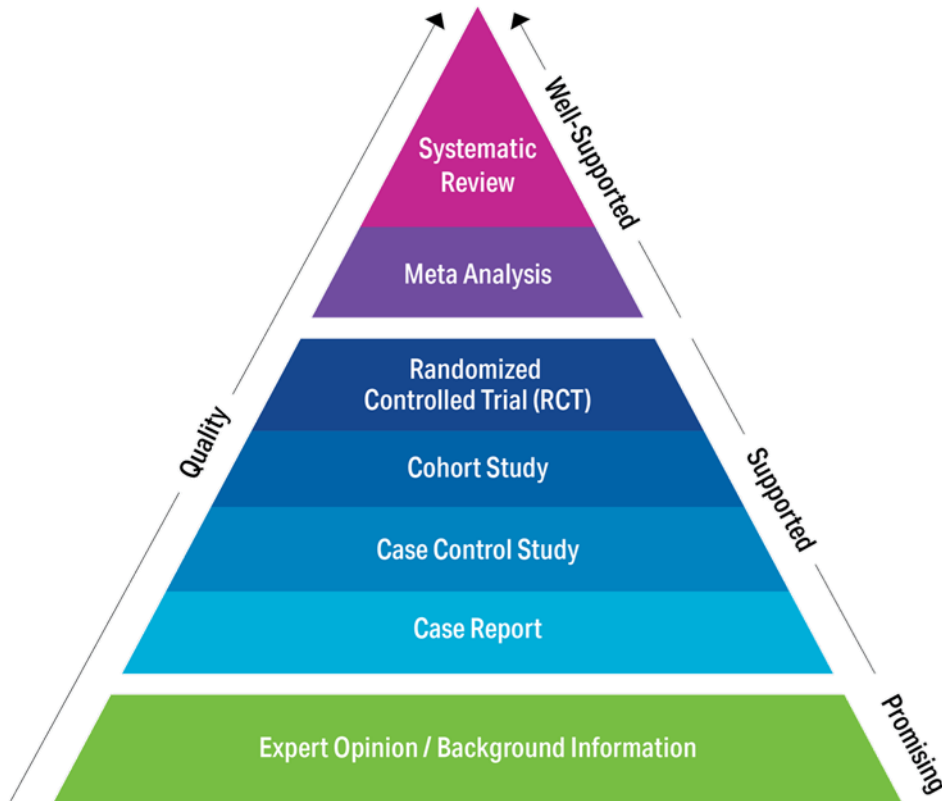 Well-Supported
Systematic
Review
Meta Analysis
Randomized
Controlled Trial (RCT)
Quality
Cohort Study
Supported
Case Control Study
Case Report
Promising
Expert Opinion / Background Information